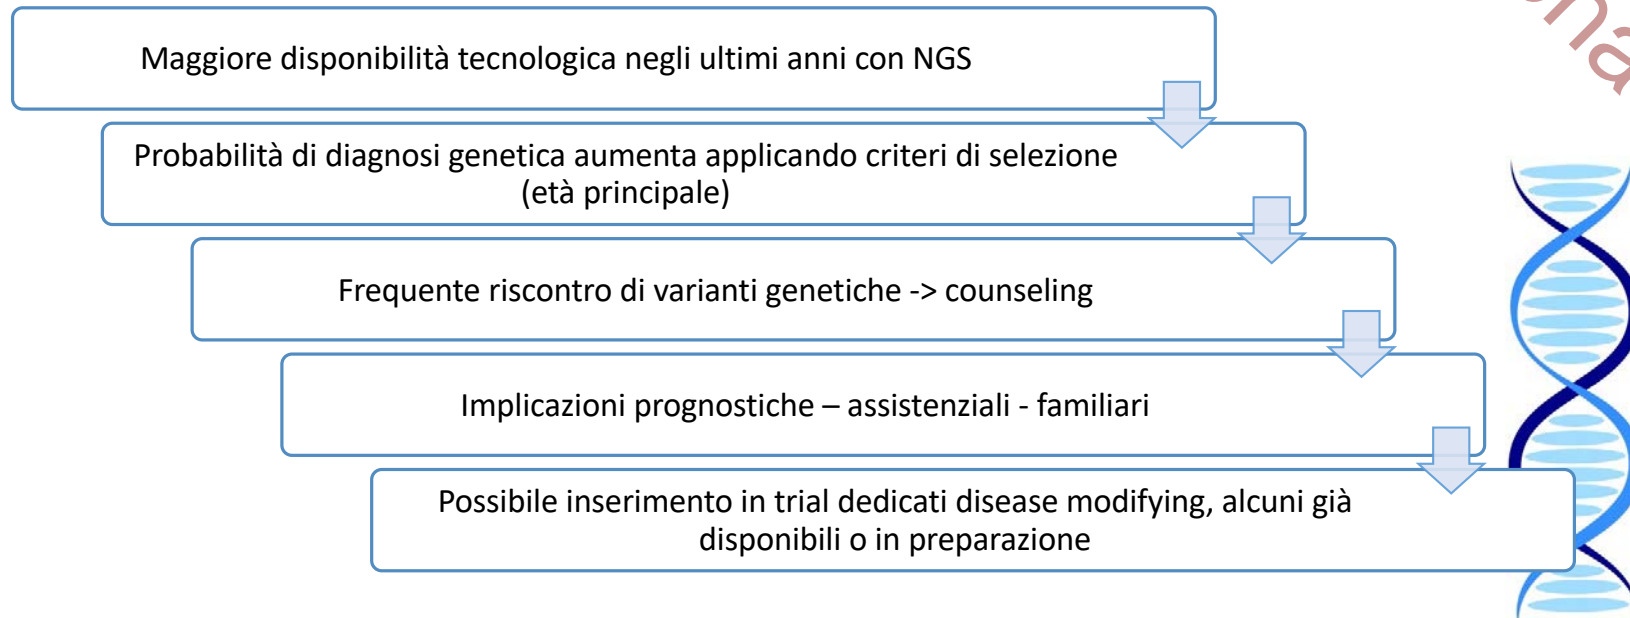 Maggiore disponibilità tecnologica negli ultimi anni con NGS
Probabilità di diagnosi genetica aumenta applicando criteri di selezione
(età principale)
Frequente riscontro di varianti genetiche -> counseling
Implicazioni prognostiche – assistenziali - familiari
Possibile inserimento in trial dedicati disease modifying, alcuni già
disponibili o in preparazione